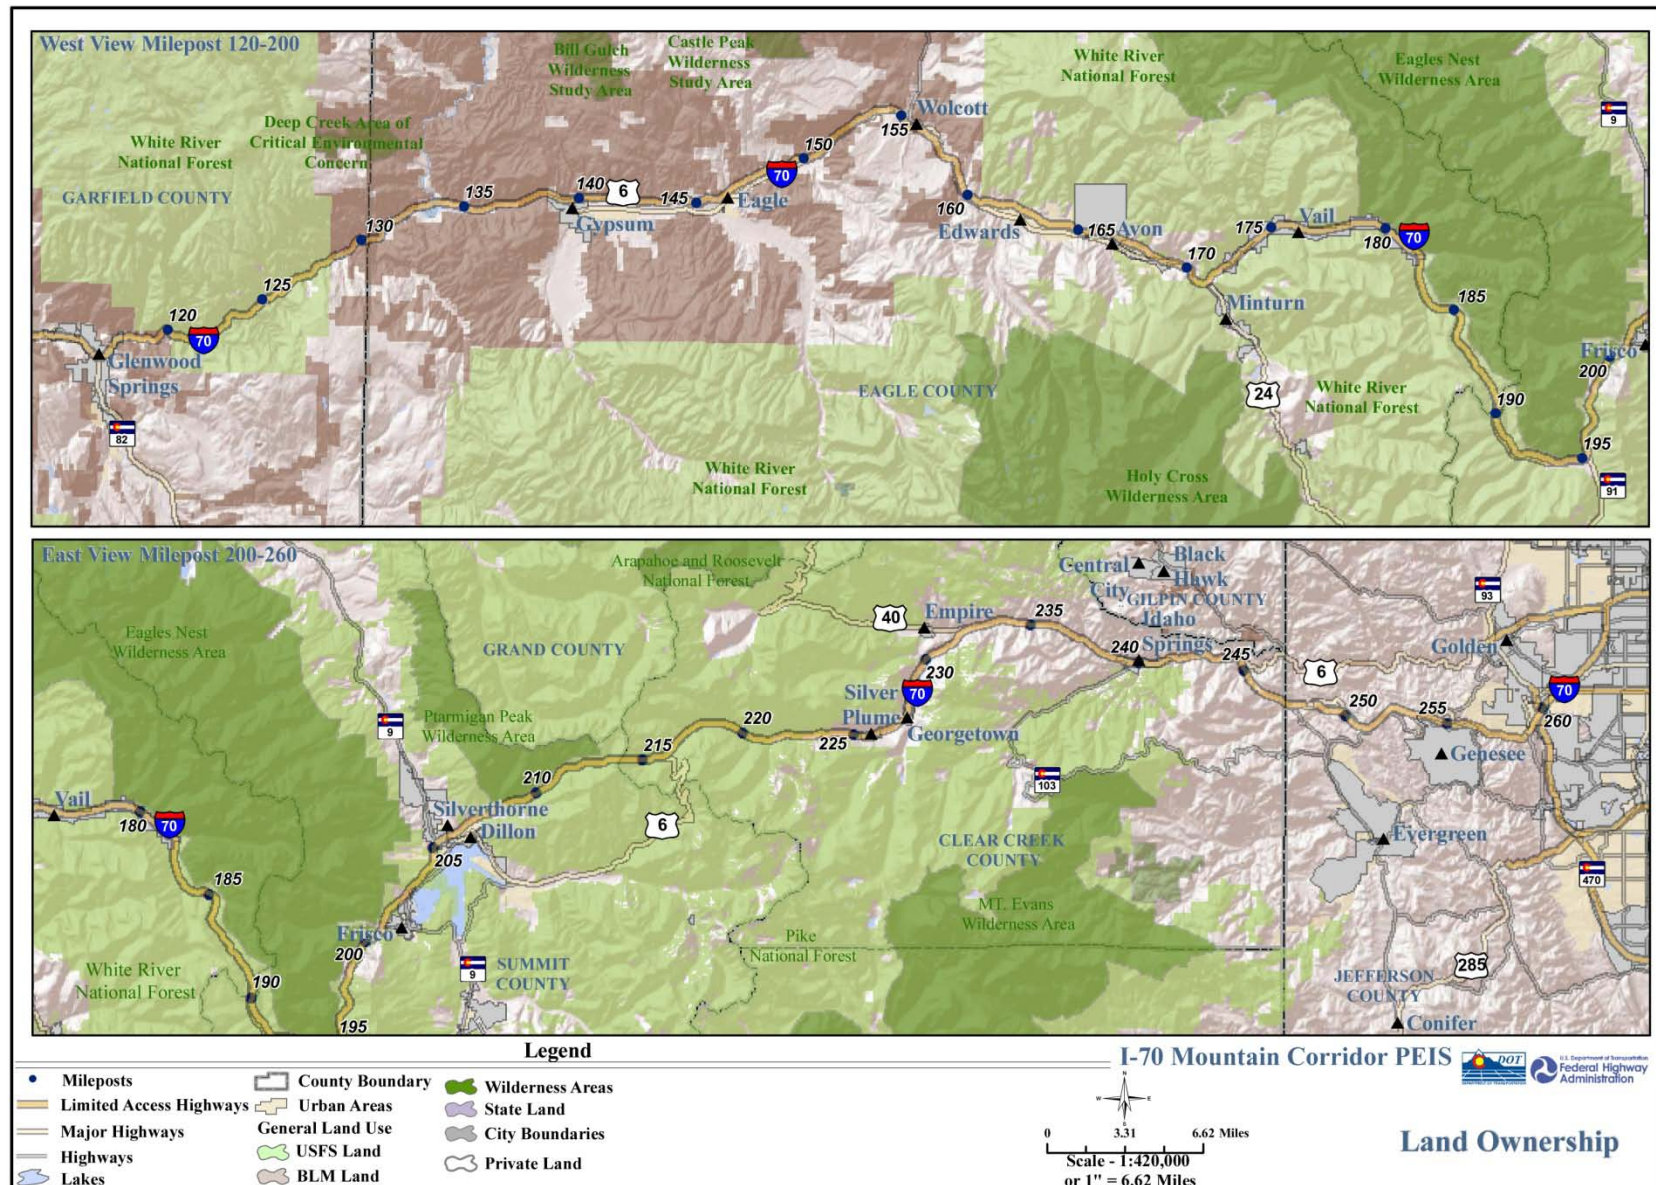 West View Milepost 120-200
Bill Gulch
Wilderness
Study Area
Castle Peak
Wilderness
Study Area
White River
National Forest
Eagles Nest
Wilderness Area
9
Wolcott
155
150
Deep Creek Area of
Critical Environmental
Concern
White River
National Forest
GARFIELD COUNTY
135
140
6
145
Eagle
70
Gypsum
130
160
Edwards
165
Avon
170
175
Vail
180
70
125
120
70
Glenwood
Springs
82
Minturn
185
Frisco
200
EAGLE COUNTY
24
White River
National Forest
190
195
91
White River
National Forest
Holy Cross
Wilderness Area
East View Milepost 200-260
Arapahoe and Roosevelt
National Forest
Central
City
Black
Hawk
GILPIN COUNTY
93
Eagles Nest
Wilderness Area
GRAND COUNTY
40
Empire
235
Idaho
Springs
240
245
6
Golden
70
230
Silver
Plume
70
Georgetown
250
255
260
Genesee
9
Ptarmigan Peak
Wilderness Area
215
220
225
210
103
Vail
180
70
Silverthorne
Dillon
205
6
CLEAR CREEK
COUNTY
Evergreen
470
185
MT. Evans
Wilderness Area
Frisco
200
Pike
National Forest
White River
National Forest
190
195
SUMMIT
COUNTY
9
285
JEFFERSON
COUNTY
Conifer
Legend
Mileposts
Limited Access Highways
Major Highways
Highways
Lakes
County Boundary
Urban Areas
General Land Use
USFS Land
BLM Land
Wilderness Areas
State Land
City Boundaries
Private Land
I-70 Mountain Corridor PEIS
DOT
DEPARTMENT OF TRANSPORTATION
U.S. Department of Transportation
Federal Highway
Administration
N
W
E
S
0 3.31 6.62 Miles
Scale - 1:420,000
or 1" = 6.62 Miles
Land Ownership